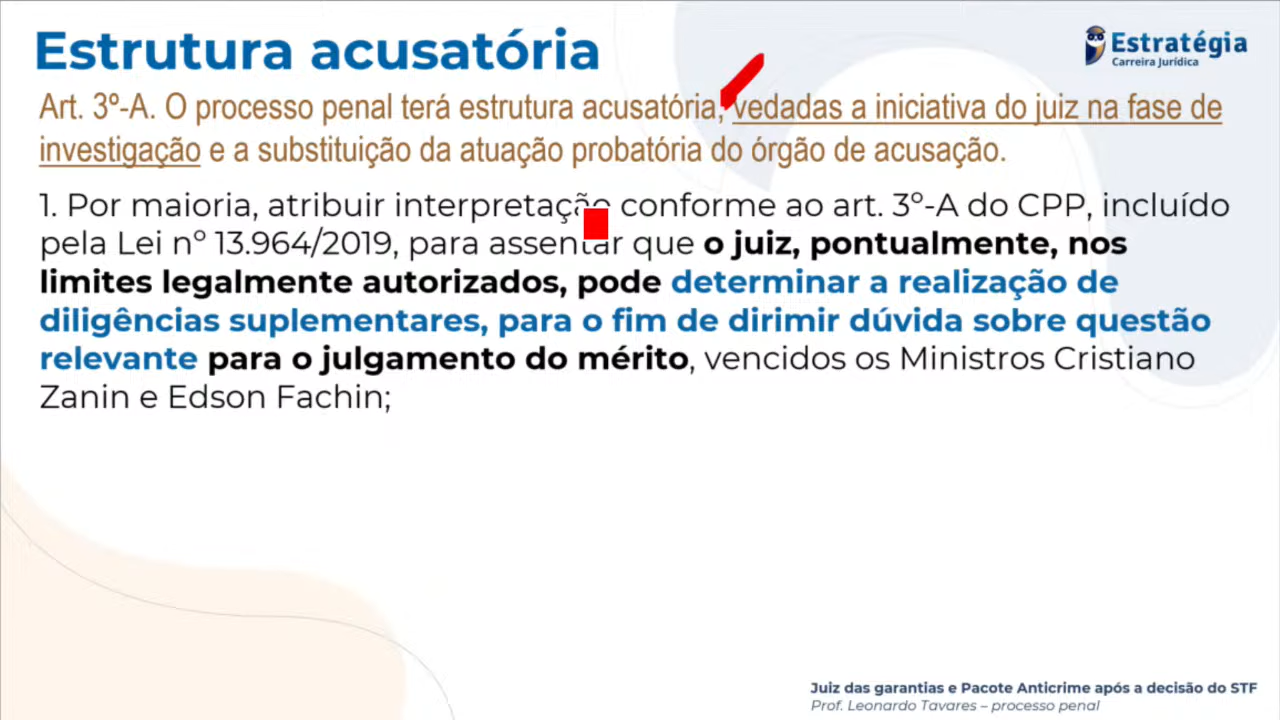 Estrutura acusatória
Estratégia
Carreira Jurídica
Art. 3º-A. O processo penal terá estrutura acusatória, vedadas a iniciativa do juiz na fase de
investigação e a substituição da atuação probatória do órgão de acusação.
1. Por maioria, atribuir interpretação conforme ao art. 3º-A do CPP, incluído
pela Lei nº 13.964/2019, para assentar que o juiz, pontualmente, nos
limites legalmente autorizados, pode determinar a realização de
diligências suplementares, para o fim de dirimir dúvida sobre questão
relevante para o julgamento do mérito, vencidos os Ministros Cristiano
Zanin e Edson Fachin;
Juiz das garantias e Pacote Anticrime após a decisão do STF
Prof. Leonardo Tavares – processo penal